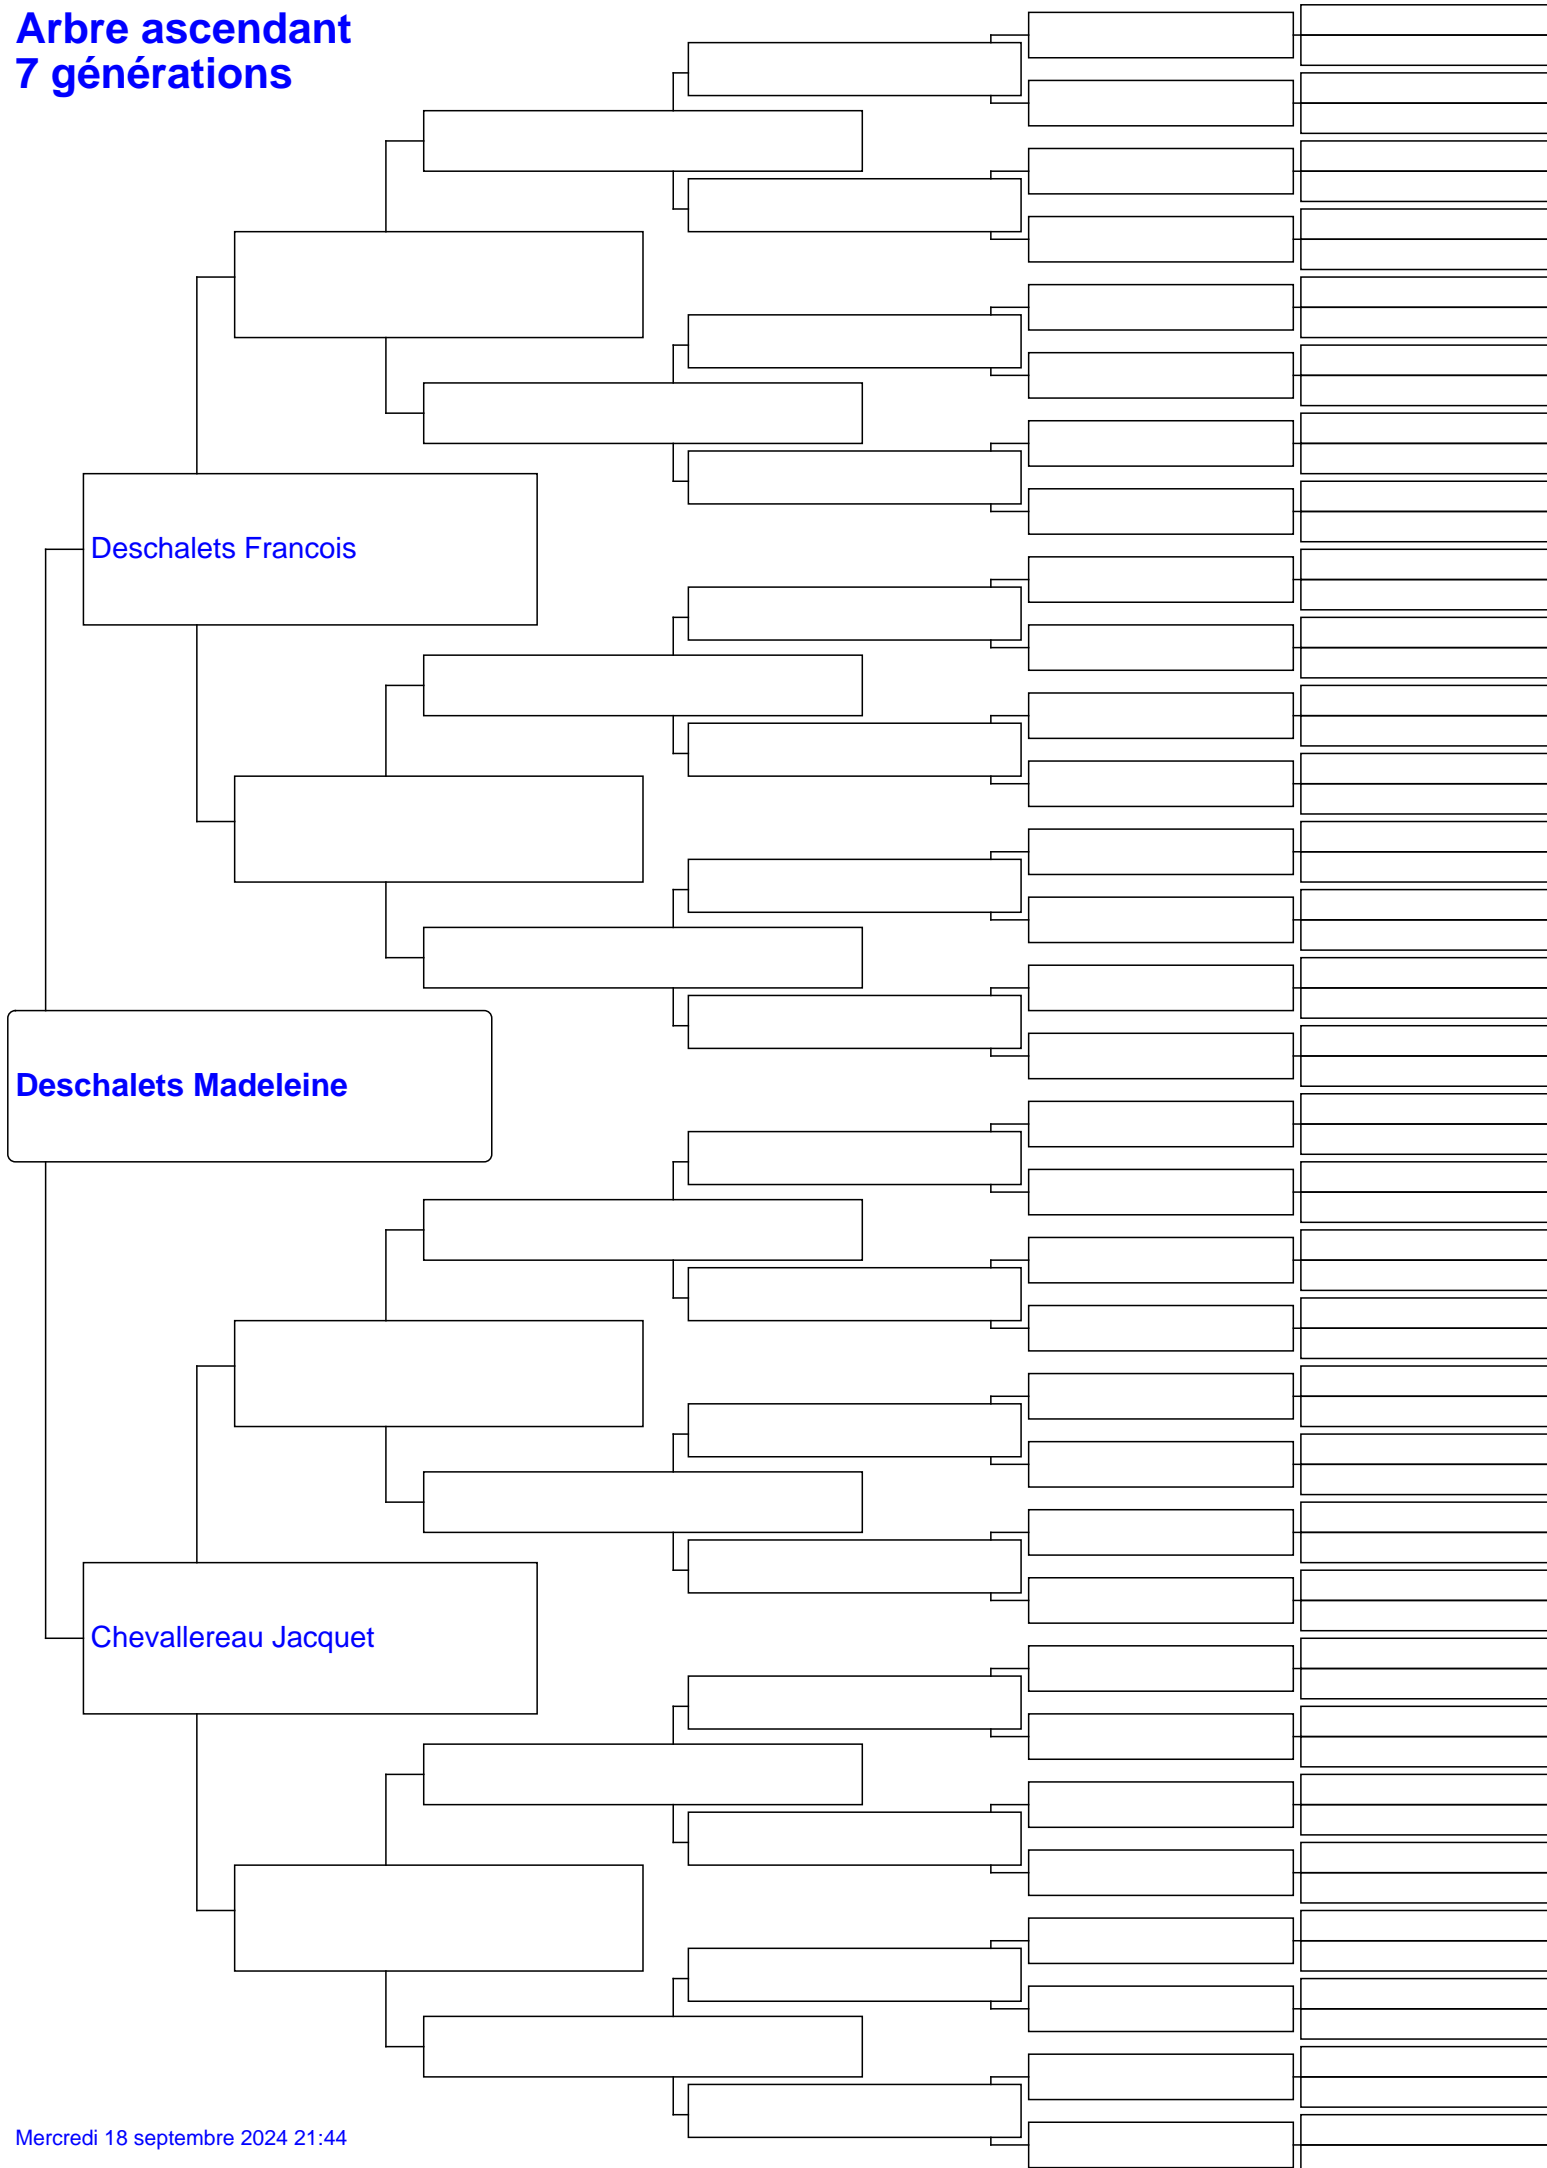 Arbre ascendant
7 générations
Deschalets Francois
Deschalets Madeleine
Chevallereau Jacquet
Mercredi 18 septembre 2024 21:44